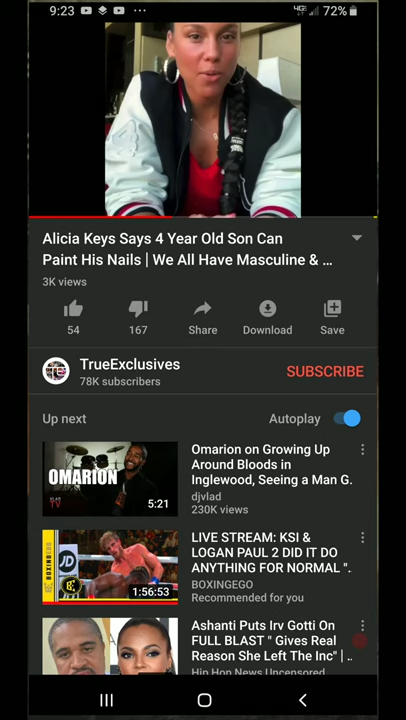 9:23
4G
72%
Alicia Keys Says 4 Year Old Son Can
Paint His Nails | We All Have Masculine & ...
3K views
54
167
Share
Download
Save
TrueExclusives
78K subscribers
SUBSCRIBE
Up next
Autoplay
OMARION
TV
5:21
Omarion on Growing Up
Around Bloods in
Inglewood, Seeing a Man G.
djvlad
230K views
BOXINGEGO
JD
1:56:53
LIVE STREAM: KSI &
LOGAN PAUL 2 DID IT DO
ANYTHING FOR NORMAL ".
BOXINGEGO
Recommended for you
Ashanti Puts Irv Gotti On
FULL BLAST " Gives Real
Reason She Left The Inc" | ..
Hip Hop News Uncensored